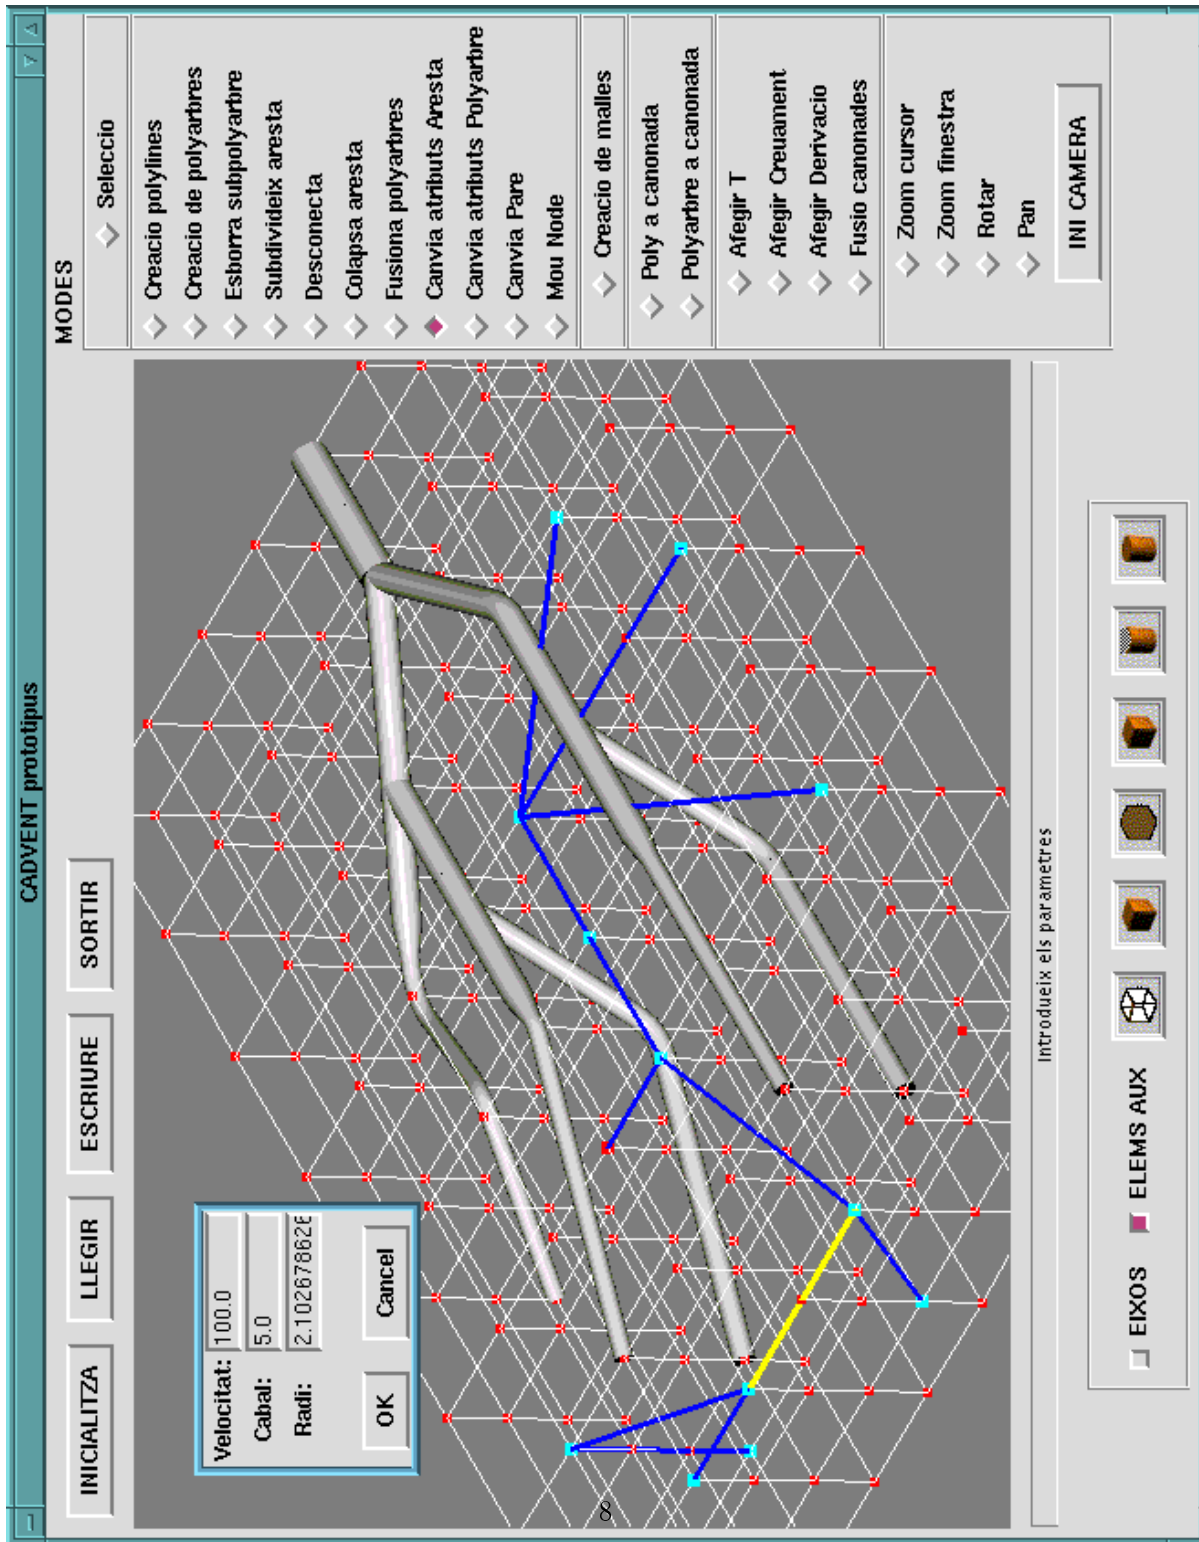 CADVENT prototipus
INICIALITZA
LLEGIR
ESCRIURE
SORTIR
MODES
Seleccio
Creacio polylines
Creacio de polyarbres
Esborra subpolyarbre
Subdivideix aresta
Desconecta
Colapsa aresta
Fusiona polyarbres
Canvia atributs Aresta
Canvia atributs Polyarbre
Canvia Pare
Mou Node
Creacio de malles
Poly a canonada
Polyarbre a canonada
Afegir T
Afegir Creuament
Afegir Derivacio
Fusio canonades
Zoom cursor
Zoom finestra
Rotar
Pan
INI CAMERA
Velocitat: 100.0
Cabal: 5.0
Radi: 2.102678626
OK
Cancel
Introdueix els parametres
EIXOS
ELEMS AUX
8